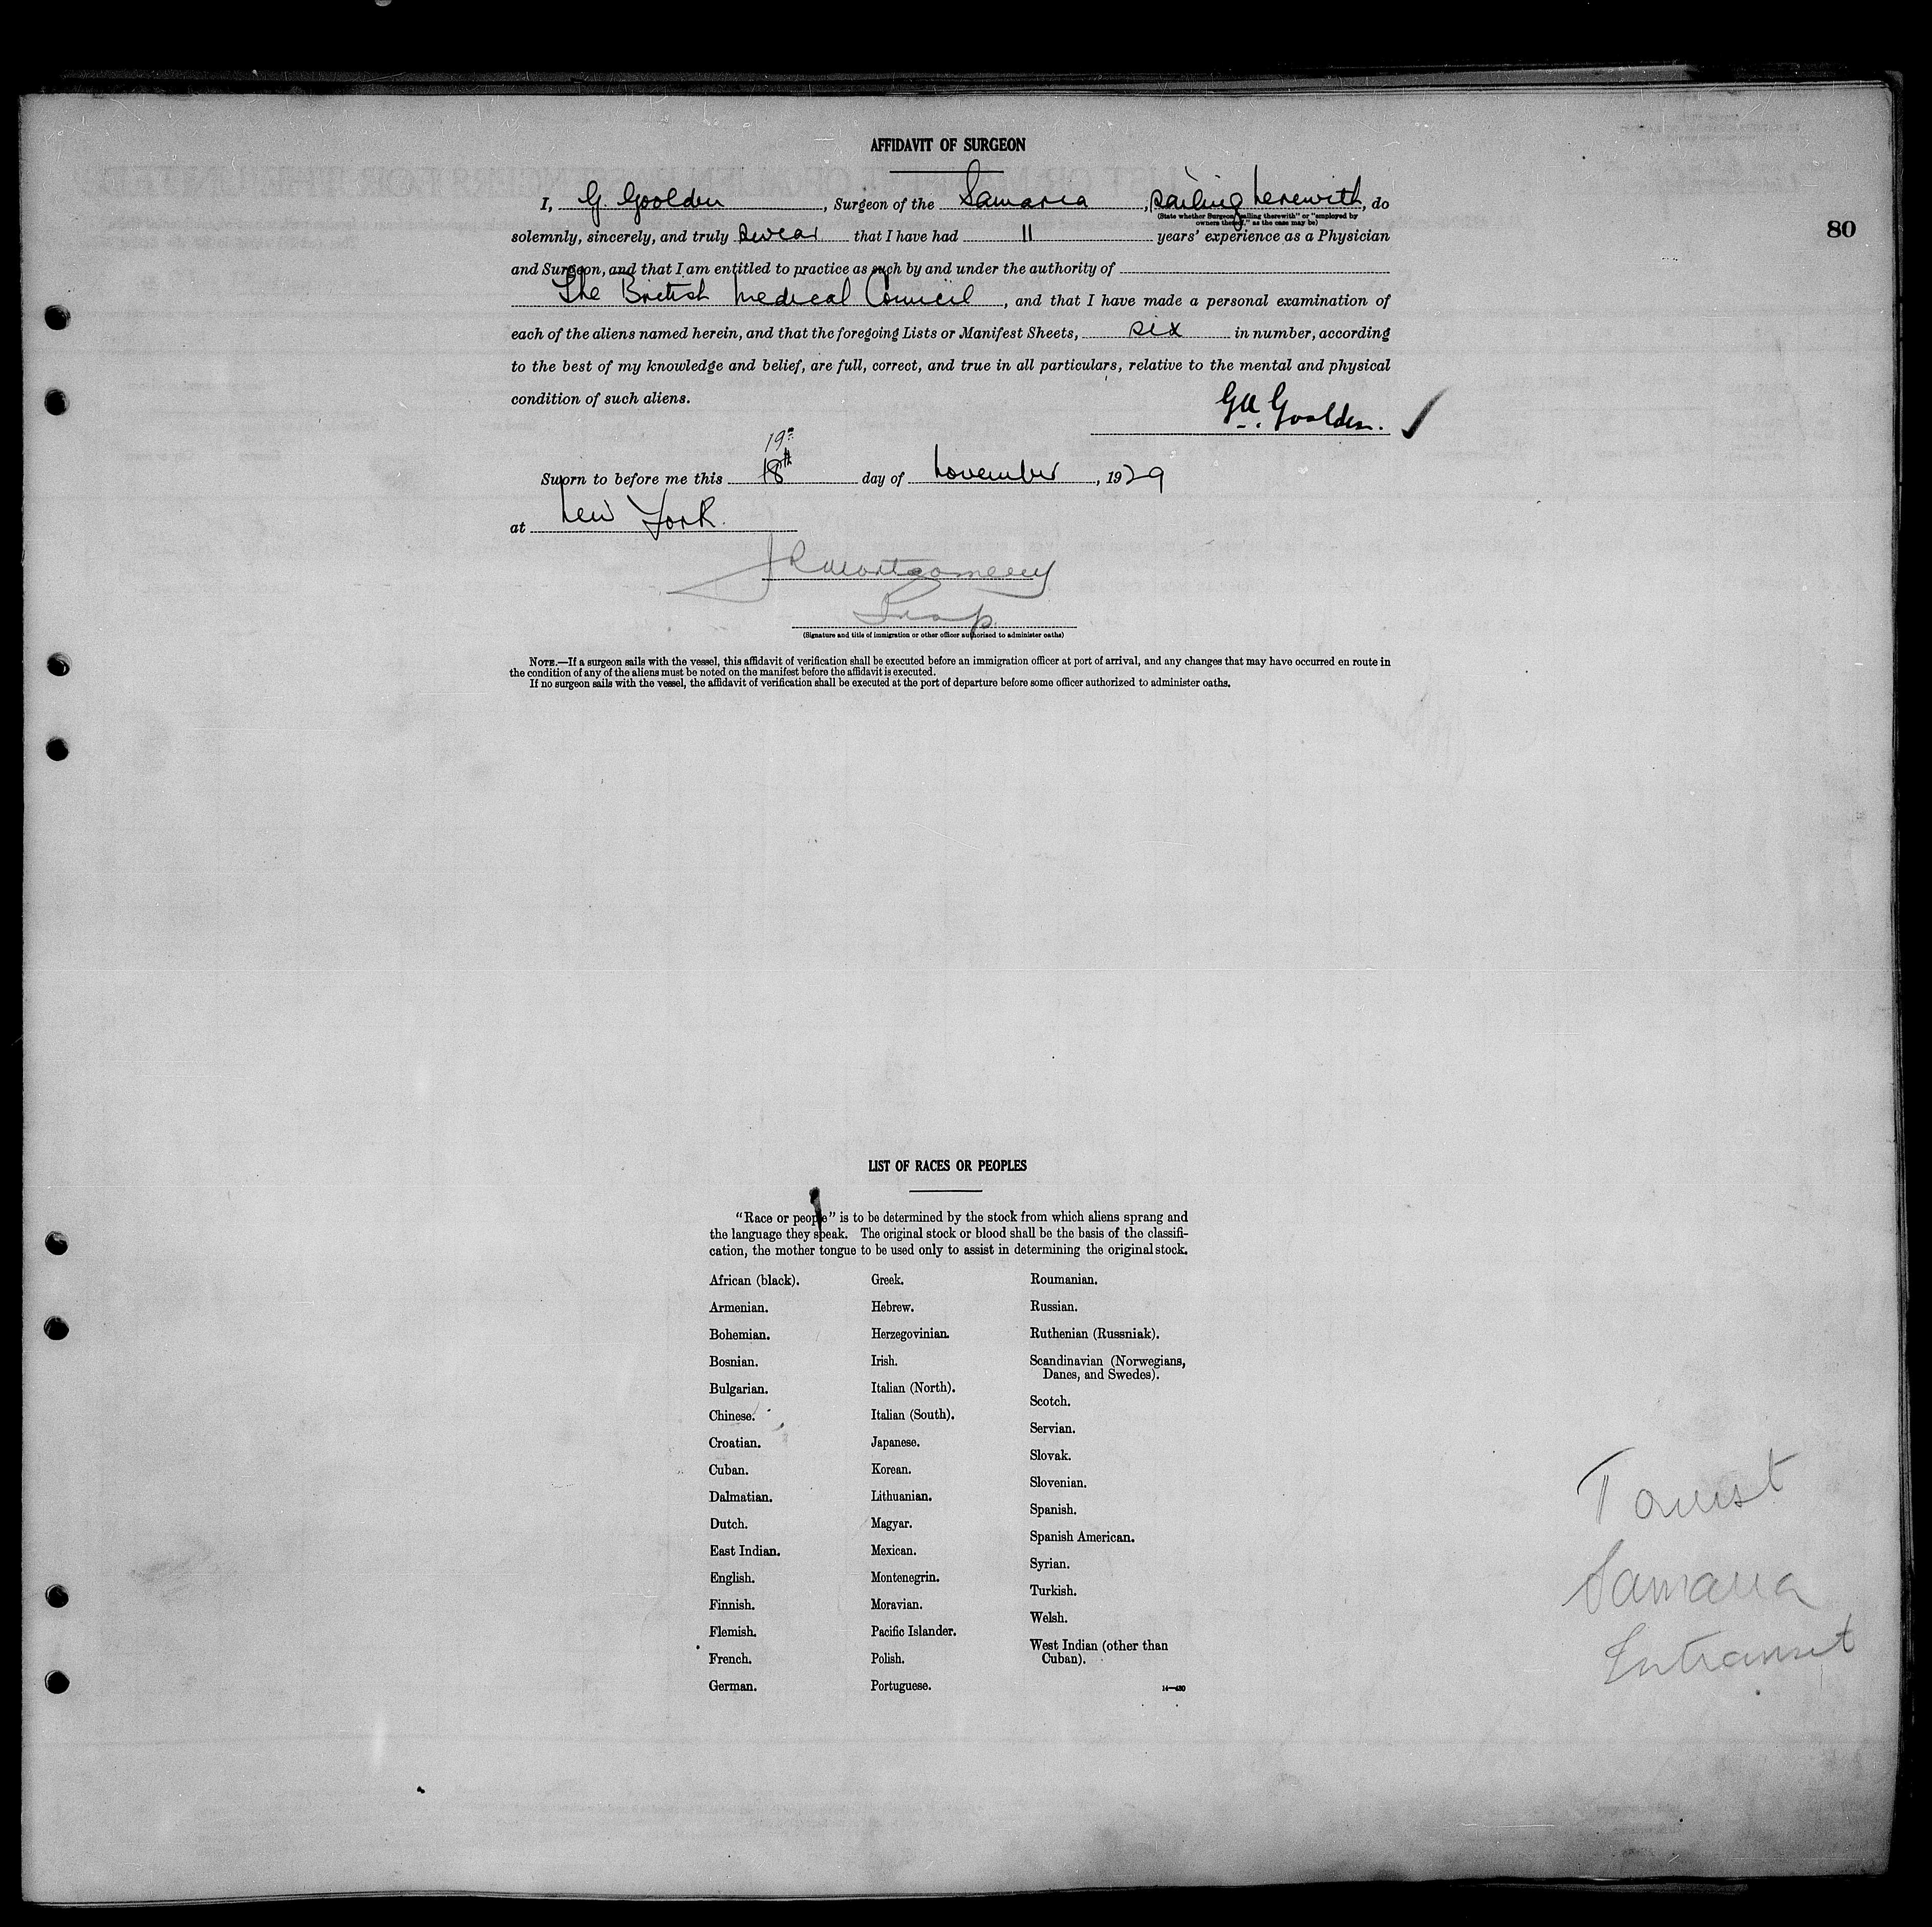 AFFIDAVIT OF SURGEON
I, G. Goolden, Surgeon of the Samaria, sailing herewith, do
(State whether Surgeon "sailing therewith" or "employed by
owners thereof," as the case may be)
80
solemnly, sincerely, and truly swear that I have had 11 years' experience as a Physician
and Surgeon, and that I am entitled to practice as such by and under the authority of
The British Medical Council, and that I have made a personal examination of
each of the aliens named herein, and that the foregoing Lists or Manifest Sheets, six in number, according
to the best of my knowledge and belief, are full, correct, and true in all particulars, relative to the mental and physical
condition of such aliens.
G.A. Goolden.
19th
Sworn to before me this 18th day of November, 1929
at New York.
JR Montgomery
Insp.
(Signature and title of immigration or other officer authorized to administer oaths)
NOTE.—If a surgeon sails with the vessel, this affidavit of verification shall be executed before an immigration officer at port of arrival, and any changes that may have occurred en route in
the condition of any of the aliens must be noted on the manifest before the affidavit is executed.
If no surgeon sails with the vessel, the affidavit of verification shall be executed at the port of departure before some officer authorized to administer oaths.
LIST OF RACES OR PEOPLES
"Race or people" is to be determined by the stock from which aliens sprang and
the language they speak. The original stock or blood shall be the basis of the classifi-
cation, the mother tongue to be used only to assist in determining the original stock.
African (black).
Armenian.
Bohemian.
Bosnian.
Bulgarian.
Chinese.
Croatian.
Cuban.
Dalmatian.
Dutch.
East Indian.
English.
Finnish.
Flemish.
French.
German.
Greek.
Hebrew.
Herzegovinian.
Irish.
Italian (North).
Italian (South).
Japanese.
Korean.
Lithuanian.
Magyar.
Mexican.
Montenegrin.
Moravian.
Pacific Islander.
Polish.
Portuguese.
Roumanian.
Russian.
Ruthenian (Russniak).
Scandinavian (Norwegians,
Danes, and Swedes).
Scotch.
Servian.
Slovak.
Slovenian.
Spanish.
Spanish American.
Syrian.
Turkish.
Welsh.
West Indian (other than
Cuban).
14—430
Tourist
Samaria
Intransit